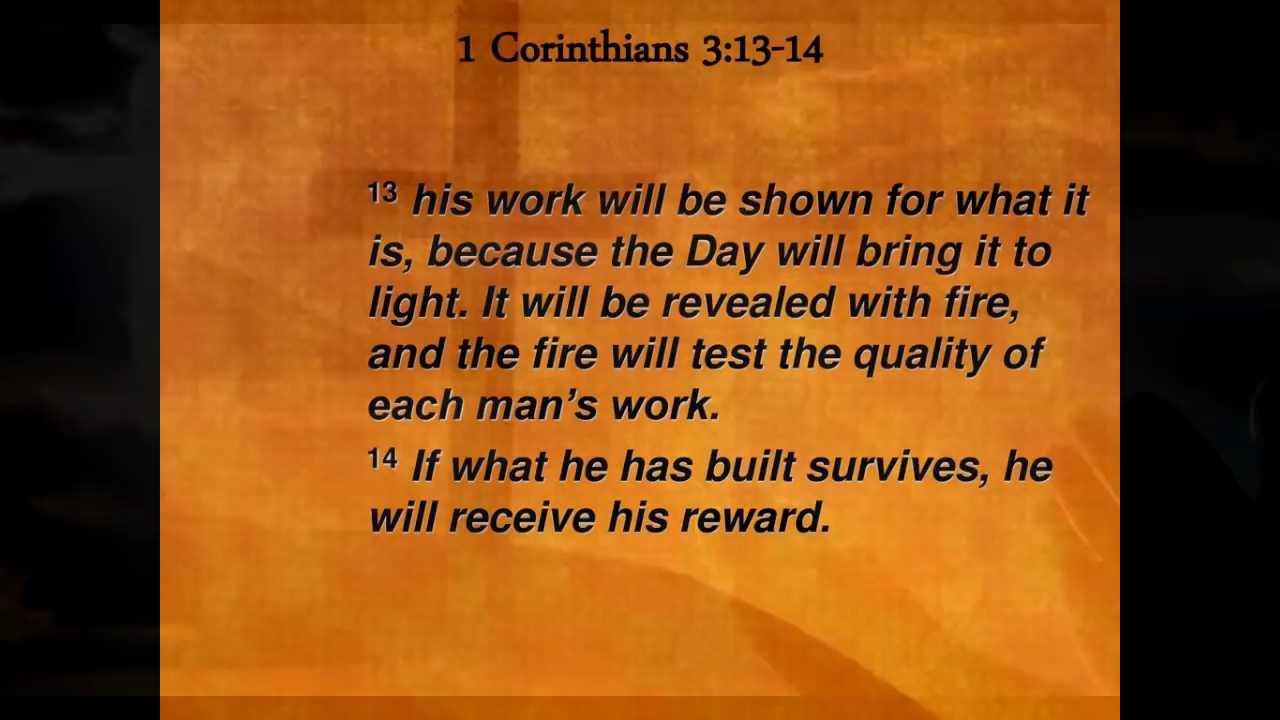 1 Corinthians 3:13-14
13 his work will be shown for what it
is, because the Day will bring it to
light. It will be revealed with fire,
and the fire will test the quality of
each man’s work.
14 If what he has built survives, he
will receive his reward.